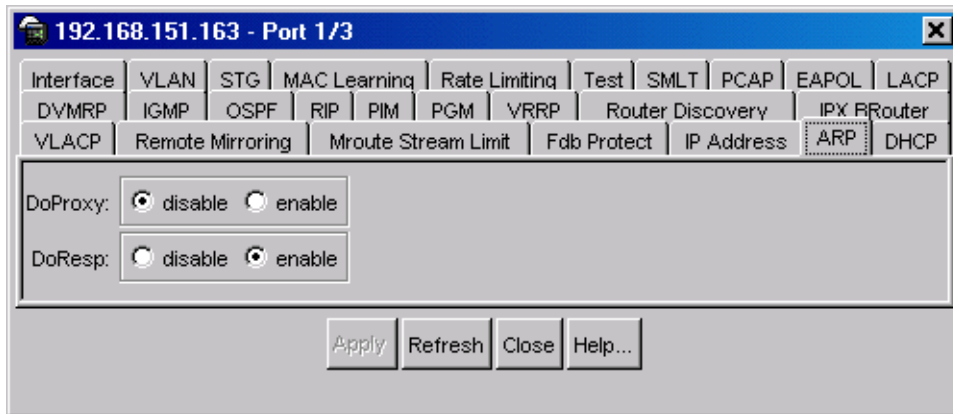 192.168.151.163 - Port 1/3
Interface VLAN STG MAC Learning Rate Limiting Test SMLT PCAP EAPOL LACP
DVMRP IGMP OSPF RIP PIM PGM VRRP Router Discovery IPX BRouter
VLACP Remote Mirroring Mroute Stream Limit Fdb Protect IP Address ARP DHCP
DoProxy: disable enable
DoResp: disable enable
Apply Refresh Close Help...